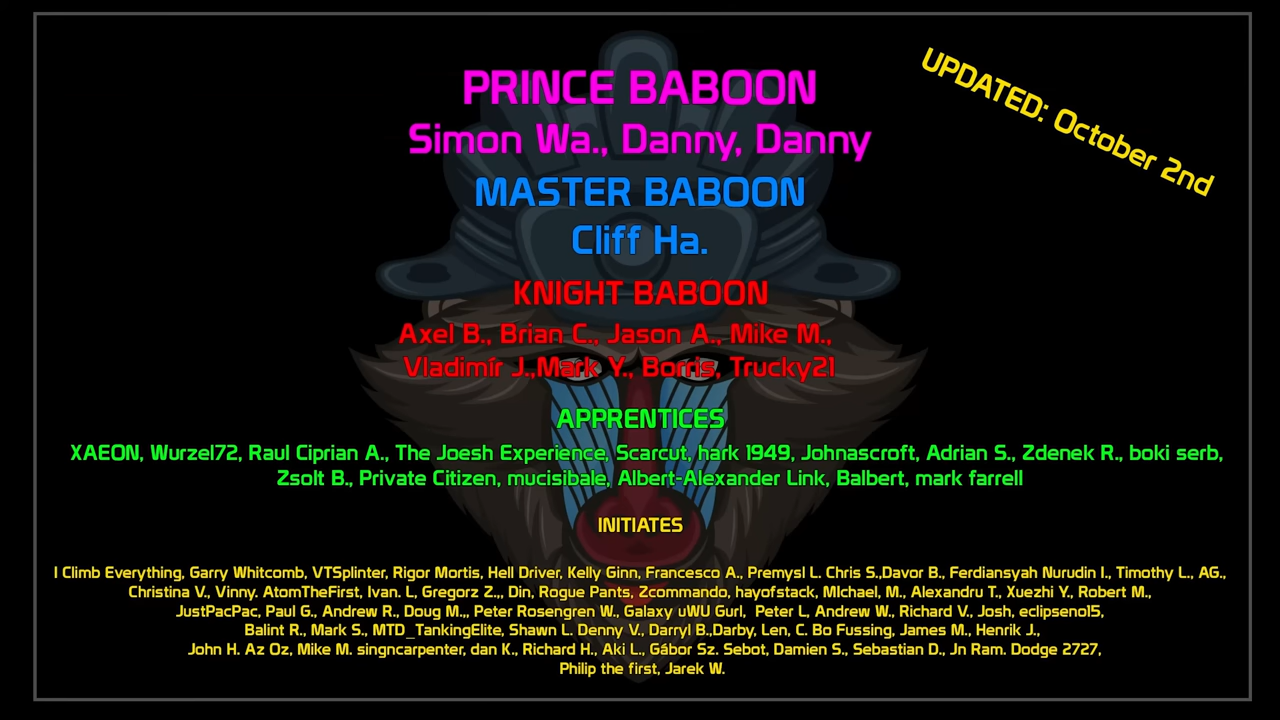 PRINCE BABOON
UPDATED: October 2nd
Simon Wa., Danny, Danny
MASTER BABOON
Cliff Ha.
KNIGHT BABOON
Axel B., Brian C., Jason A., Mike M.,
Vladimír J.,Mark Y., Borris, Trucky21
APPRENTICES
XAEON, Wurzel72, Raul Ciprian A., The Joesh Experience, Scarcut, hark 1949, Johnascroft, Adrian S., Zdenek R., boki serb,
Zsolt B., Private Citizen, mucisibale, Albert-Alexander Link, Balbert, mark farrell
INITIATES
I Climb Everything, Garry Whitcomb, VTSplinter, Rigor Mortis, Hell Driver, Kelly Ginn, Francesco A., Premysl L. Chris S.,Davor B., Ferdiansyah Nurudin I., Timothy L., AG.,
Christina V., Vinny. AtomTheFirst, Ivan. L, Gregorz Z.,, Din, Rogue Pants, Zcommando, hayofstack, MIchael, M., Alexandru T., Xuezhi Y., Robert M.,
JustPacPac, Paul G., Andrew R., Doug M.,, Peter Rosengren W., Galaxy uWU Gurl, Peter L, Andrew W., Richard V., Josh, eclipseno15,
Balint R., Mark S., MTD_TankingElite, Shawn L. Denny V., Darryl B.,Darby, Len, C. Bo Fussing, James M., Henrik J.,
John H. Az Oz, Mike M. singncarpenter, dan K., Richard H., Aki L., Gábor Sz. Sebot, Damien S., Sebastian D., Jn Ram. Dodge 2727,
Philip the first, Jarek W.